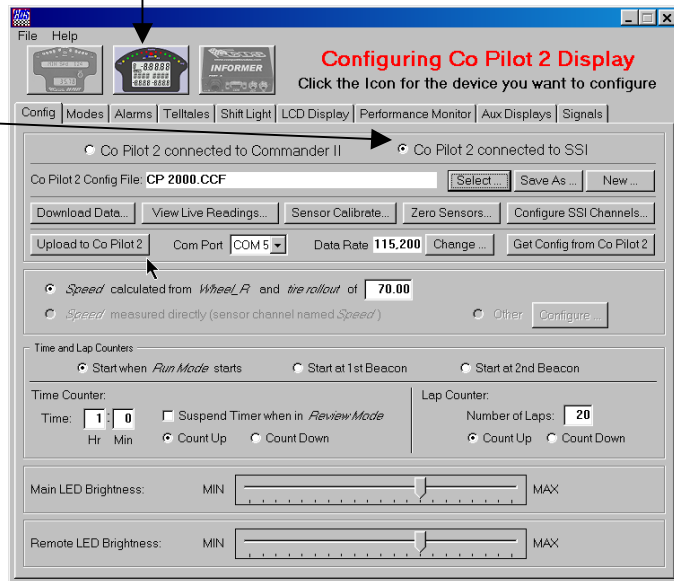 File Help
INFORMER
Configuring Co Pilot 2 Display
Click the Icon for the device you want to configure
Config Modes Alarms Telltales Shift Light LCD Display Performance Monitor Aux Displays Signals
Co Pilot 2 connected to Commander II Co Pilot 2 connected to SSI
Co Pilot 2 Config File: CP 2000.CCF Select... Save As ... New ...
Download Data... View Live Readings... Sensor Calibrate... Zero Sensors... Configure SSI Channels...
Upload to Co Pilot 2 Com Port COM 5 Data Rate 115,200 Change ... Get Config from Co Pilot 2
Speed calculated from Wheel_R and tire rollout of 70.00
Speed measured directly (sensor channel named Speed) Other Configure ...
Time and Lap Counters
Start when Run Mode starts Start at 1st Beacon Start at 2nd Beacon
Time Counter: Lap Counter:
Time: 1 : 0 Suspend Timer when in Review Mode Number of Laps: 20
Hr Min Count Up Count Down Count Up Count Down
Main LED Brightness: MIN MAX
Remote LED Brightness: MIN MAX